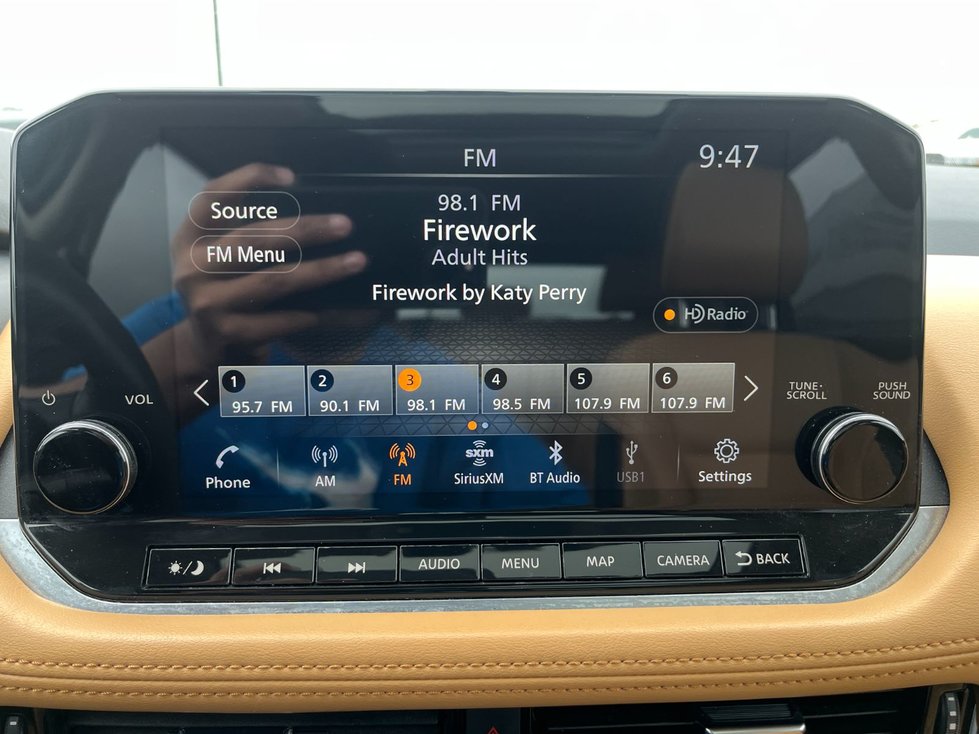 FM
9:47
Source
FM Menu
98.1 FM
Firework
Adult Hits
Firework by Katy Perry
HD Radio
1
95.7 FM
2
90.1 FM
3
98.1 FM
4
98.5 FM
5
107.9 FM
6
107.9 FM
VOL
TUNE·
SCROLL
PUSH
SOUND
Phone
AM
FM
sxm
SiriusXM
BT Audio
USB1
Settings
AUDIO
MENU
MAP
CAMERA
BACK